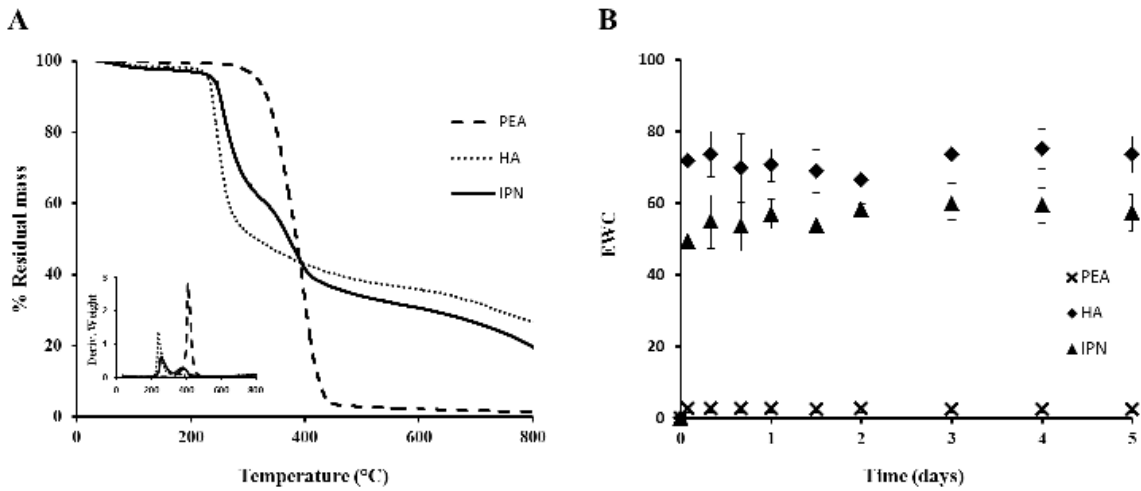 A
% Residual mass
100
80
60
40
20
0
0 200 400 600 800
Temperature (°C)
PEA
HA
IPN
Deriv. Weight
3
2
1
0
0 200 400 600 800
B
EWC
100
80
60
40
20
0
0 1 2 3 4 5
Time (days)
PEA
HA
IPN